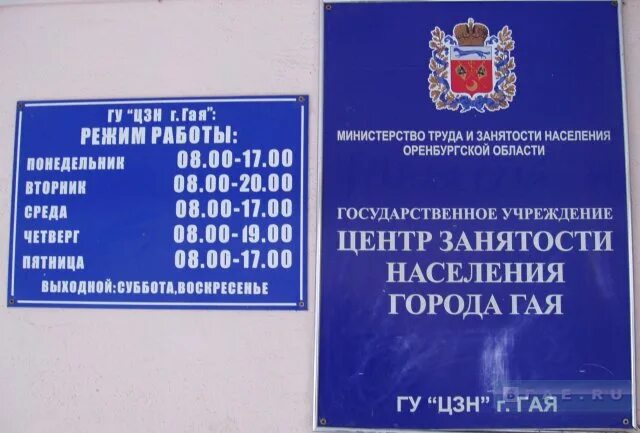 ГУ "ЦЗН г.Гая":
РЕЖИМ РАБОТЫ:
ПОНЕДЕЛЬНИК 08.00-17.00
ВТОРНИК 08.00-20.00
СРЕДА 08.00-17.00
ЧЕТВЕРГ 08.00-19.00
ПЯТНИЦА 08.00-17.00
ВЫХОДНОЙ:СУББОТА,ВОСКРЕСЕНЬЕ
МИНИСТЕРСТВО ТРУДА И ЗАНЯТОСТИ НАСЕЛЕНИЯ
ОРЕНБУРГСКОЙ ОБЛАСТИ
ГОСУДАРСТВЕННОЕ УЧРЕЖДЕНИЕ
ЦЕНТР ЗАНЯТОСТИ
НАСЕЛЕНИЯ
ГОРОДА ГАЯ
ГУ "ЦЗН" г. ГАЯ